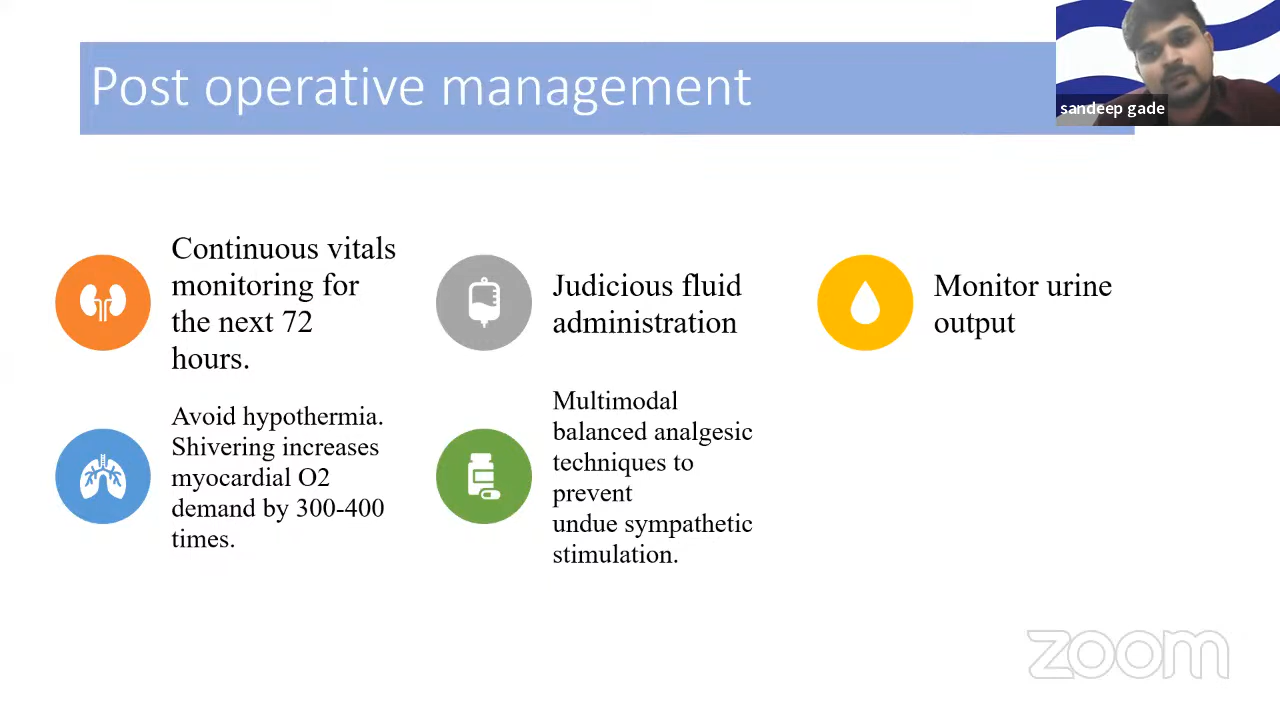 Post operative management
sandeep gade
Continuous vitals
monitoring for
the next 72
hours.
Judicious fluid
administration
Monitor urine
output
Avoid hypothermia.
Shivering increases
myocardial O2
demand by 300-400
times.
Multimodal
balanced analgesic
techniques to
prevent
undue sympathetic
stimulation.
zoom